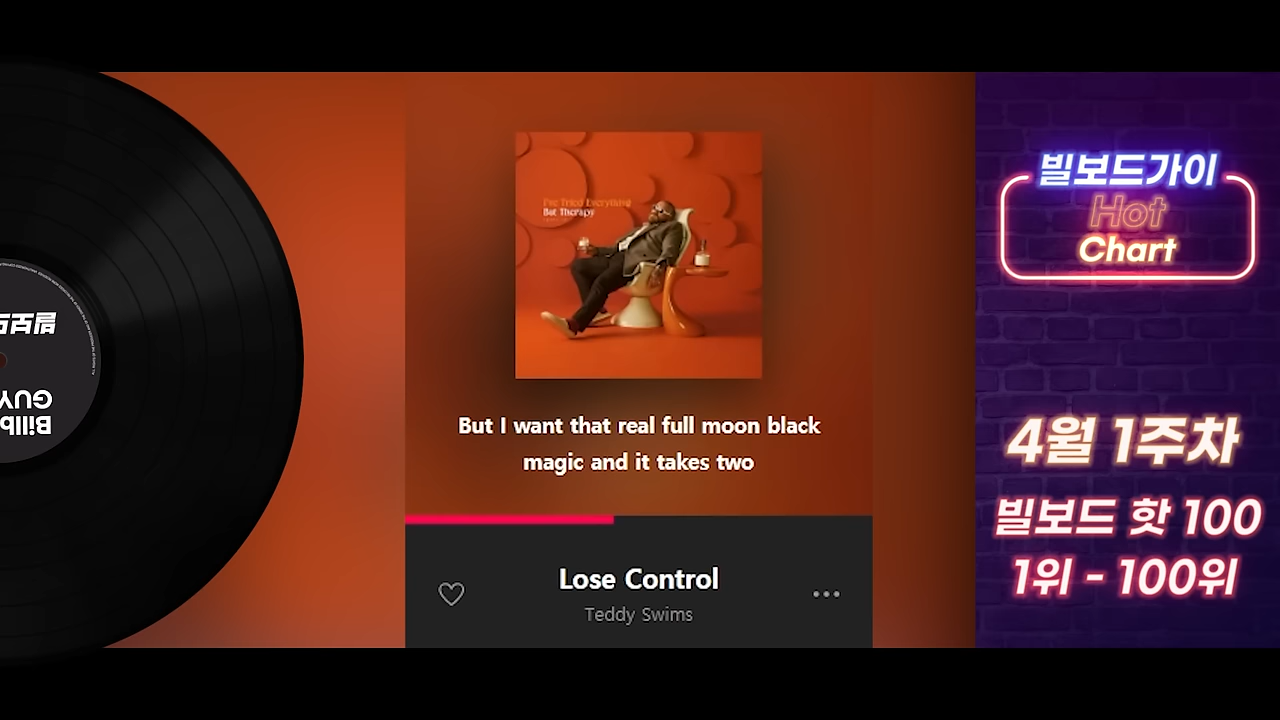 I've Tried Everything
But Therapy
But I want that real full moon black
magic and it takes two
Lose Control
Teddy Swims
빌보드가이
Hot
Chart
4월 1주차
빌보드 핫 100
1위 - 100위
GUY
Billb